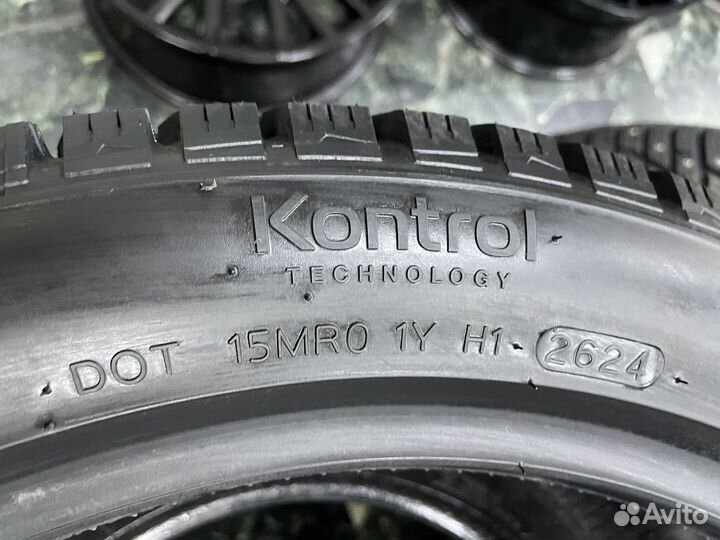 Kontrol
TECHNOLOGY
DOT 15MR0 1Y H1 2624
Avito